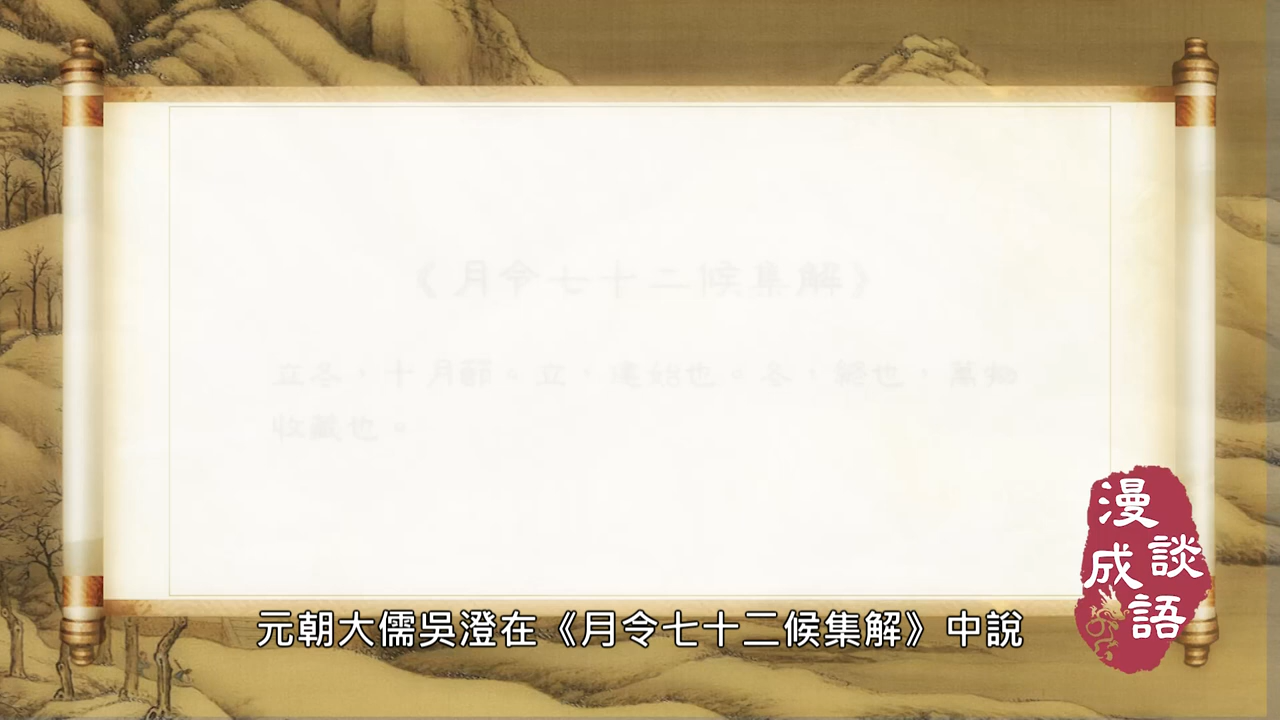 《月令七十二候集解》
立冬，十月節。立，建始也。冬，終也，萬物
收藏也。
漫談
成語
元朝大儒吳澄在《月令七十二候集解》中說